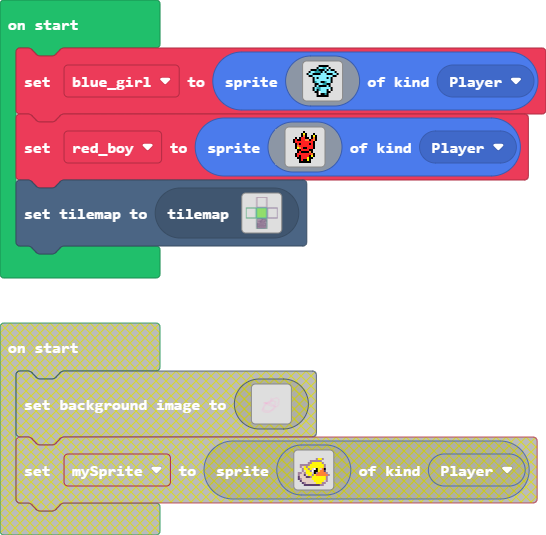 on start
set blue_girl to sprite of kind Player
set red_boy to sprite of kind Player
set tilemap to tilemap
on start
set background image to
set mySprite to sprite of kind Player